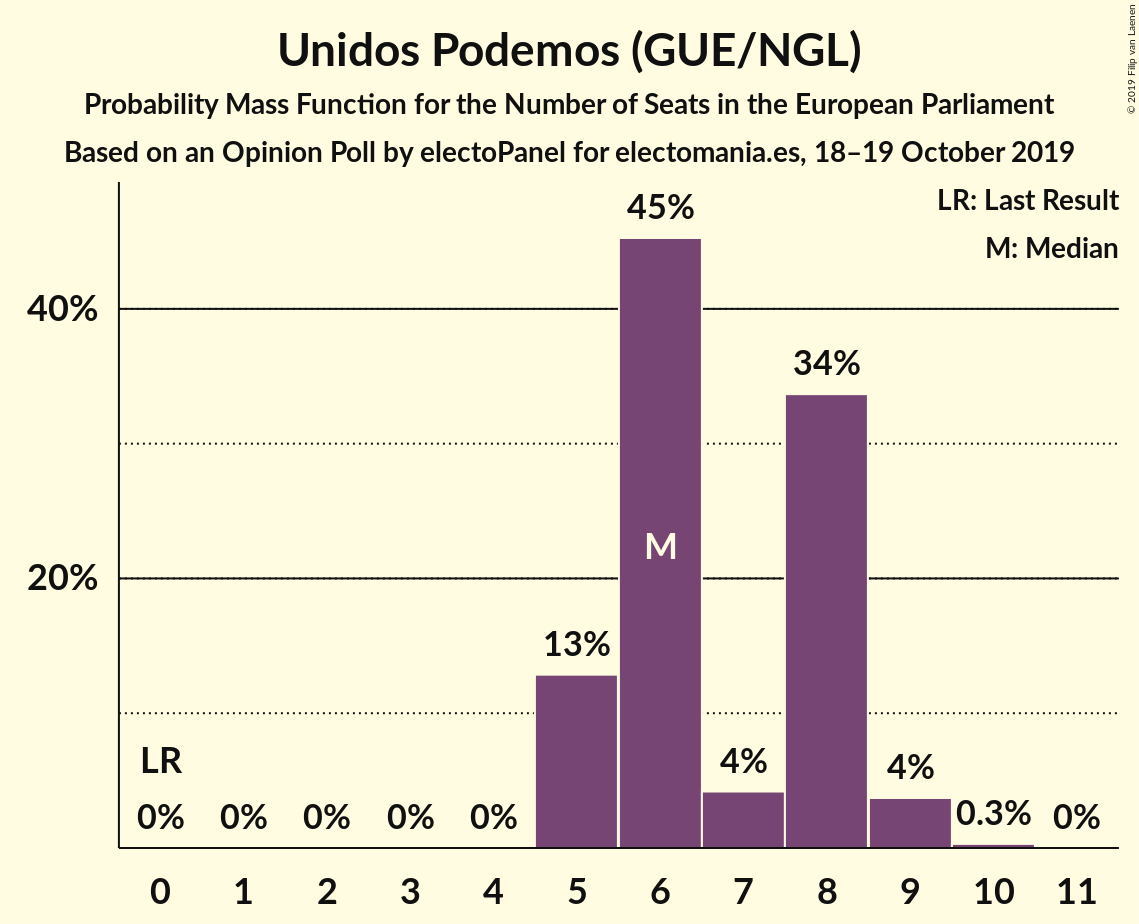 Unidos Podemos (GUE/NGL)
Probability Mass Function for the Number of Seats in the European Parliament
Based on an Opinion Poll by electoPanel for electomania.es, 18–19 October 2019
© 2019 Filip van Laenen
LR: Last Result
M: Median
45%
40%
34%
M
20%
13%
LR
4%
4%
0% 0% 0% 0% 0% 0.3% 0%
0 1 2 3 4 5 6 7 8 9 10 11